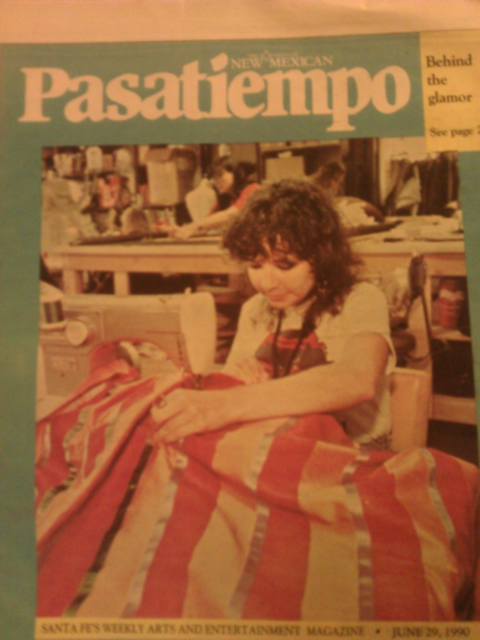 NEW MEXICAN
Pasatiempo
Behind
the
glamor
See page
SANTA FE'S WEEKLY ARTS AND ENTERTAINMENT MAGAZINE • JUNE 29, 1990